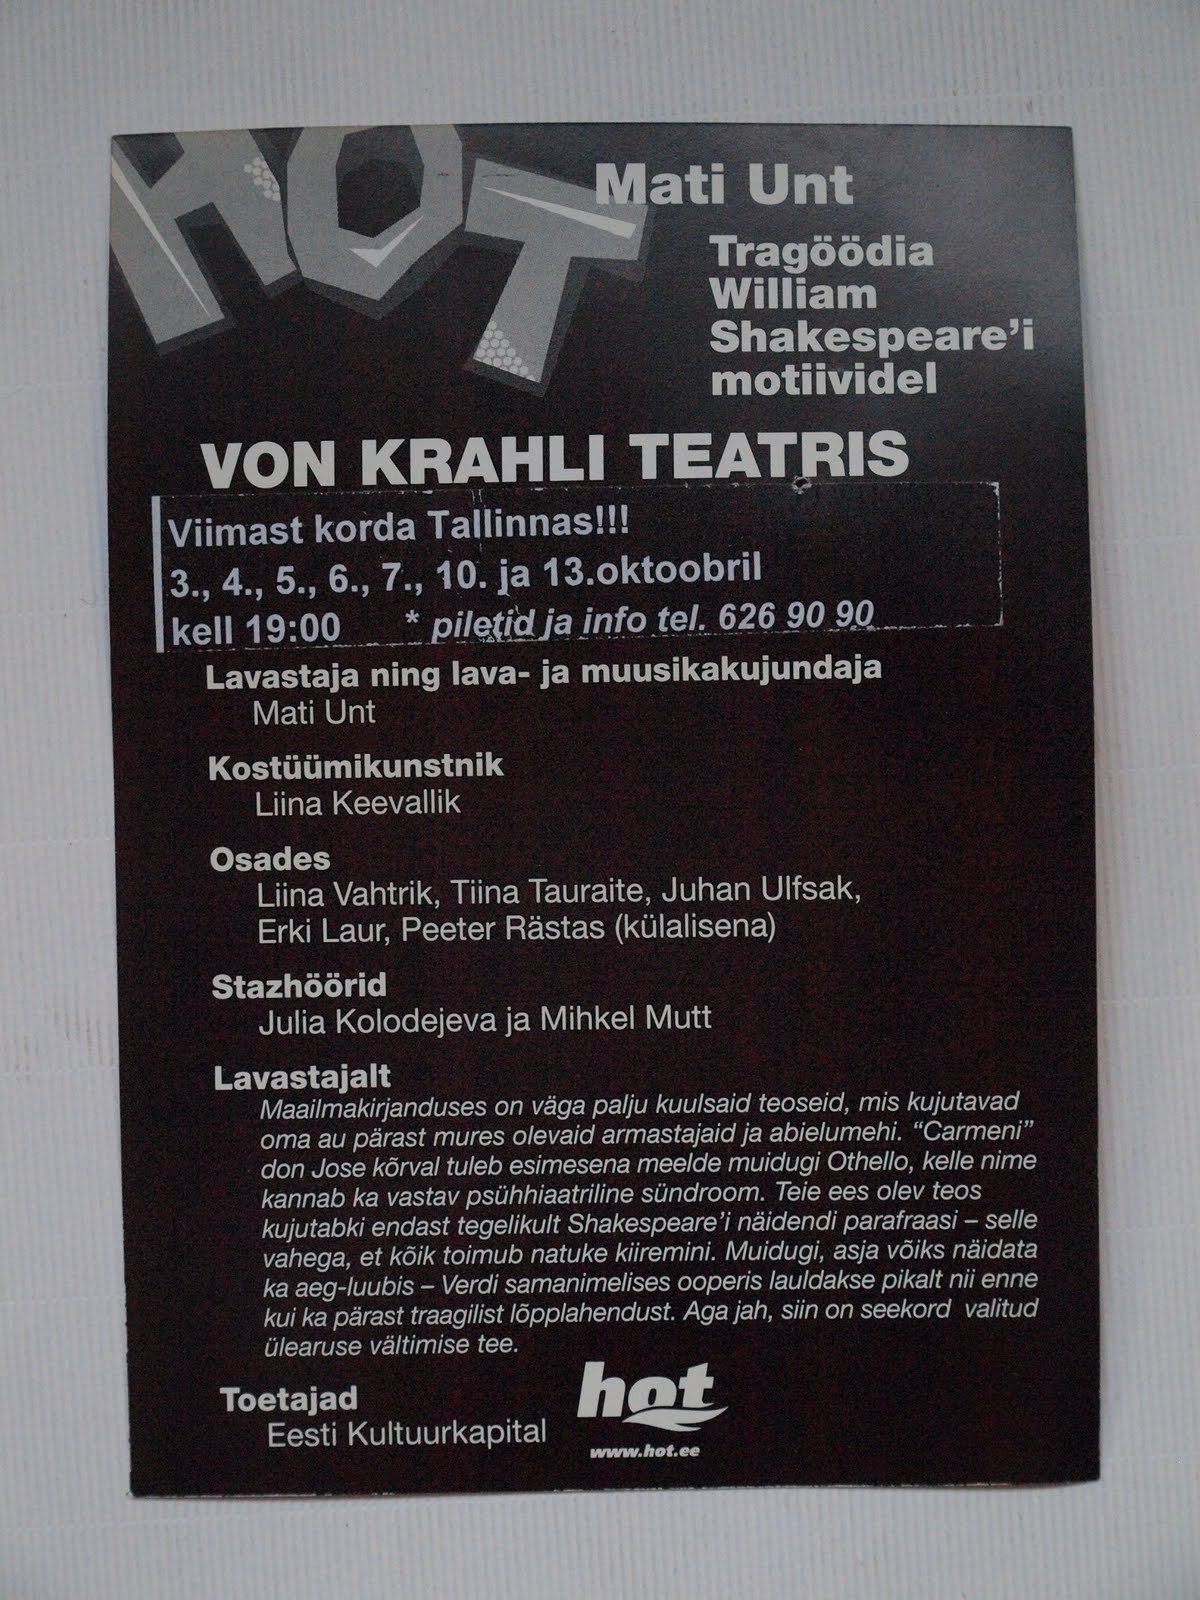 HOT
Mati Unt
Tragöödia
William
Shakespeare'i
motiividel
VON KRAHLI TEATRIS
Viimast korda Tallinnas!!!
3., 4., 5., 6., 7., 10. ja 13.oktoobril
kell 19:00 * piletid ja info tel. 626 90 90
Lavastaja ning lava- ja muusikakujundaja
Mati Unt
Kostüümikunstnik
Liina Keevallik
Osades
Liina Vahtrik, Tiina Tauraite, Juhan Ulfsak,
Erki Laur, Peeter Rästas (külalisena)
Stazhöörid
Julia Kolodejeva ja Mihkel Mutt
Lavastajalt
Maailmakirjanduses on väga palju kuulsaid teoseid, mis kujutavad
oma au pärast mures olevaid armastajaid ja abielumehi. “Carmeni”
don Jose kõrval tuleb esimesena meelde muidugi Othello, kelle nime
kannab ka vastav psühhiaatriline sündroom. Teie ees olev teos
kujutabki endast tegelikult Shakespeare'i näidendi parafraasi – selle
vahega, et kõik toimub natuke kiiremini. Muidugi, asja võiks näidata
ka aeg-luubis – Verdi samanimelises ooperis lauldakse pikalt nii enne
kui ka pärast traagilist lõpplahendust. Aga jah, siin on seekord valitud
ülearuse vältimise tee.
Toetajad
Eesti Kultuurkapital
hot
www.hot.ee